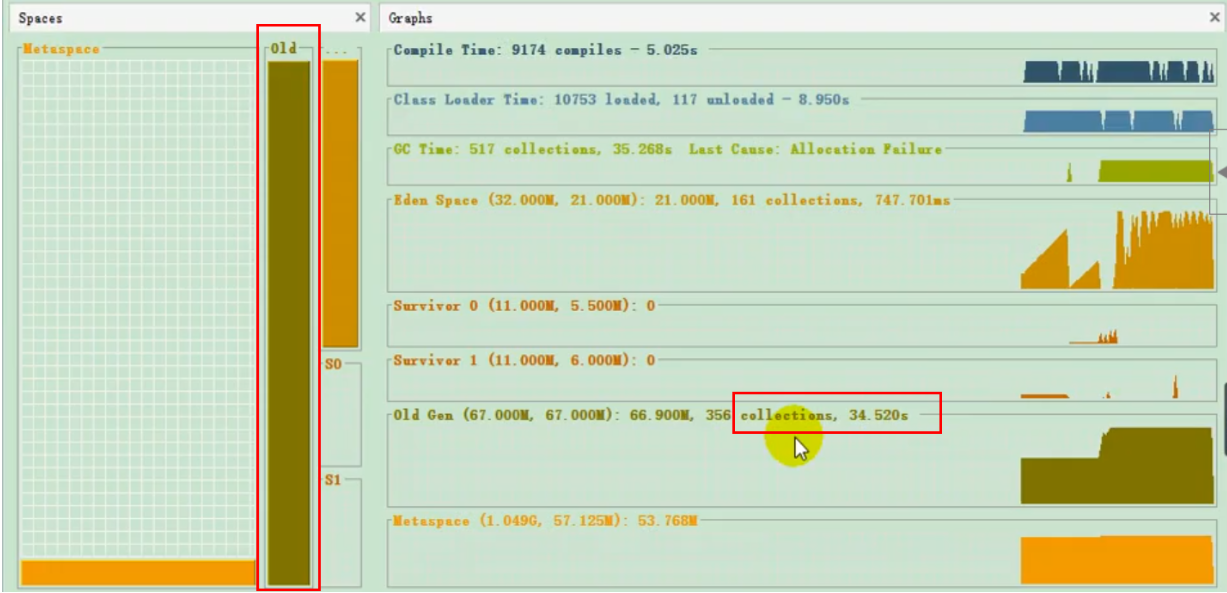 Spaces
Graphs
Metaspace
Old
...
S0
S1
Compile Time: 9174 compiles - 5.025s
Class Loader Time: 10753 loaded, 117 unloaded - 8.950s
GC Time: 517 collections, 35.268s Last Cause: Allocation Failure
Eden Space (32.000M, 21.000M): 21.000M, 161 collections, 747.701ms
Survivor 0 (11.000M, 5.500M): 0
Survivor 1 (11.000M, 6.000M): 0
Old Gen (67.000M, 67.000M): 66.900M, 356 collections, 34.520s
Metaspace (1.049G, 57.125M): 53.768M